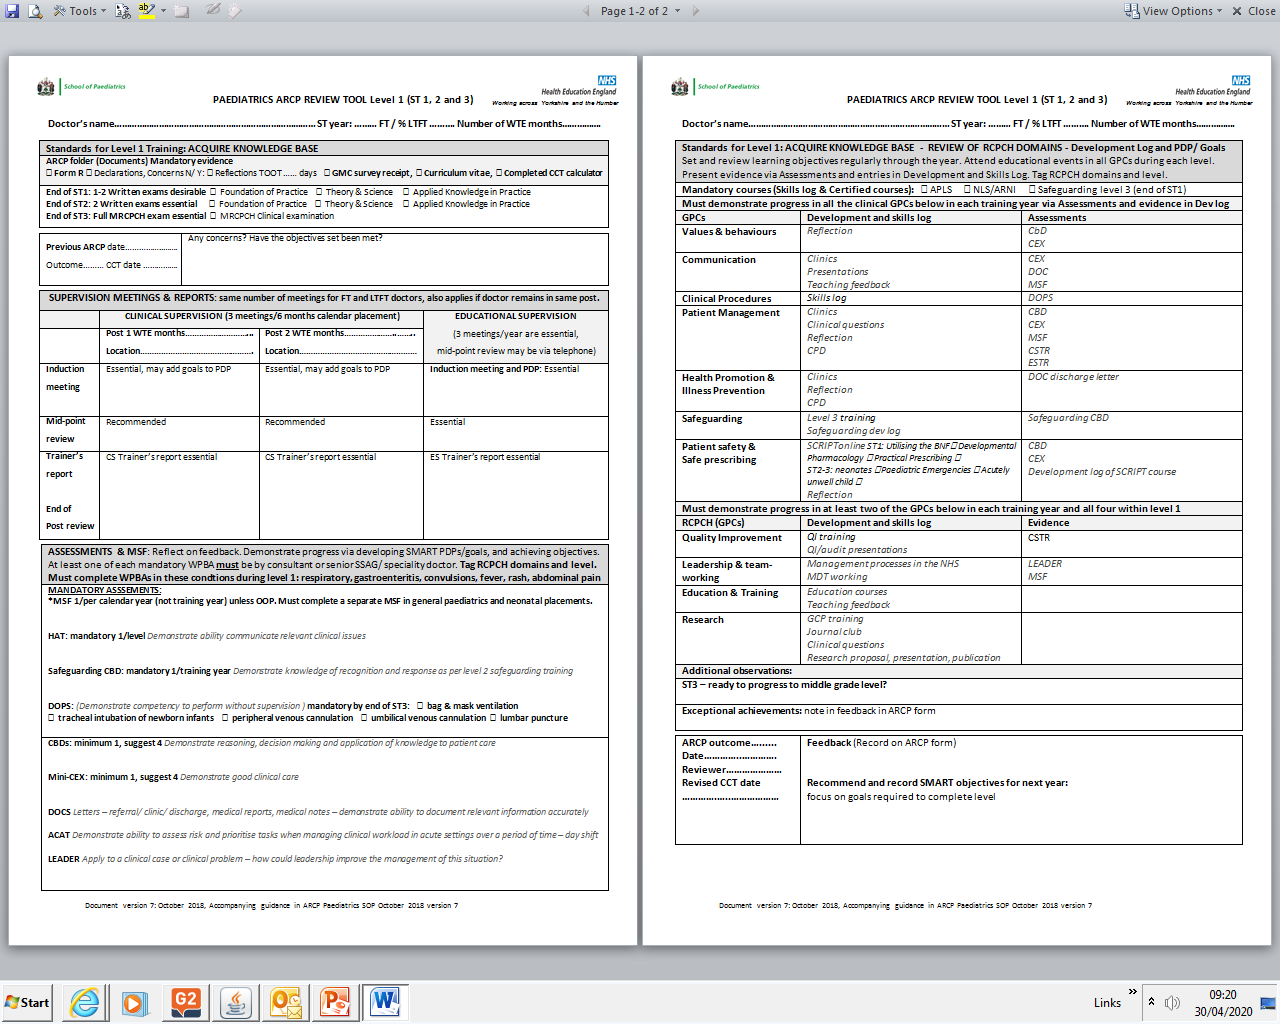 Tools
ab
Page 1-2 of 2
View Options
Close
School of Paediatrics
NHS
Health Education England
PAEDIATRICS ARCP REVIEW TOOL Level 1 (ST 1, 2 and 3)
Working across Yorkshire and the Humber
Doctor's name……………………………………………………………… ST year: ……… FT / % LTFT ………. Number of WTE months……………
Standards for Level 1 Training: ACQUIRE KNOWLEDGE BASE
ARCP folder (Documents) Mandatory evidence
☐ Form R ☐ Declarations, Concerns N/ Y: ☐ Reflections TOOT …… days ☐ GMC survey receipt, ☐ Curriculum vitae, ☐ Completed CCT calculator
End of ST1: 1-2 Written exams desirable ☐ Foundation of Practice ☐ Theory & Science ☐ Applied Knowledge in Practice
End of ST2: 2 Written exams essential ☐ Foundation of Practice ☐ Theory & Science ☐ Applied Knowledge in Practice
End of ST3: Full MRCPCH exam essential ☐ MRCPCH Clinical examination
Previous ARCP date…………………
Outcome……… CCT date ……………
Any concerns? Have the objectives set been met?
SUPERVISION MEETINGS & REPORTS: same number of meetings for FT and LTFT doctors, also applies if doctor remains in same post.
CLINICAL SUPERVISION (3 meetings/6 months calendar placement)
EDUCATIONAL SUPERVISION
Post 1 WTE months……………………...
Post 2 WTE months……………………...
(3 meetings/year are essential,
Location……………………………………….
Location……………………………………….
mid-point review may be via telephone)
Induction meeting
Essential, may add goals to PDP
Essential, may add goals to PDP
Induction meeting and PDP: Essential
Mid-point review
Recommended
Recommended
Essential
Trainer's report
CS Trainer's report essential
CS Trainer's report essential
ES Trainer's report essential
End of
Post review
ASSESSMENTS & MSF: Reflect on feedback. Demonstrate progress via developing SMART PDPs/goals, and achieving objectives.
At least one of each mandatory WPBA must be by consultant or senior SSAG/ speciality doctor. Tag RCPCH domains and level.
Must complete WPBAs in these condtions during level 1: respiratory, gastroenteritis, convulsions, fever, rash, abdominal pain
MANDATORY ASSSEMENTS:
*MSF 1/per calendar year (not training year) unless OOP. Must complete a separate MSF in general paediatrics and neonatal placements.
HAT: mandatory 1/level Demonstrate ability communicate relevant clinical issues
Safeguarding CBD: mandatory 1/training year Demonstrate knowledge of recognition and response as per level 2 safeguarding training
DOPS: (Demonstrate competency to perform without supervision ) mandatory by end of ST3: ☐ bag & mask ventilation
☐ tracheal intubation of newborn infants ☐ peripheral venous cannulation ☐ umbilical venous cannulation ☐ lumbar puncture
CBDs: minimum 1, suggest 4 Demonstrate reasoning, decision making and application of knowledge to patient care
Mini-CEX: minimum 1, suggest 4 Demonstrate good clinical care
DOCS Letters – referral/ clinic/ discharge, medical reports, medical notes – demonstrate ability to document relevant information accurately
ACAT Demonstrate ability to assess risk and prioritise tasks when managing clinical workload in acute settings over a period of time – day shift
LEADER Apply to a clinical case or clinical problem – how could leadership improve the management of this situation?
Document version 7: October 2018, Accompanying guidance in ARCP Paediatrics SOP October 2018 version 7
School of Paediatrics
NHS
Health Education England
PAEDIATRICS ARCP REVIEW TOOL Level 1 (ST 1, 2 and 3)
Working across Yorkshire and the Humber
Doctor's name……………………………………………………………… ST year: ……… FT / % LTFT ………. Number of WTE months……………
Standards for Level 1: ACQUIRE KNOWLEDGE BASE - REVIEW OF RCPCH DOMAINS - Development Log and PDP/ Goals
Set and review learning objectives regularly through the year. Attend educational events in all GPCs during each level.
Present evidence via Assessments and entries in Development and Skills Log. Tag RCPCH domains and level.
Mandatory courses (Skills log & Certified courses): ☐ APLS ☐ NLS/ARNI ☐ Safeguarding level 3 (end of ST1)
Must demonstrate progress in all the clinical GPCs below in each training year via Assessments and evidence in Dev log
GPCs
Development and skills log
Assessments
Values & behaviours
Reflection
CbD
CEX
Communication
Clinics
Presentations
Teaching feedback
CEX
DOC
MSF
Clinical Procedures
Skills log
DOPS
Patient Management
Clinics
Clinical questions
Reflection
CPD
CBD
CEX
MSF
CSTR
ESTR
Health Promotion &
Illness Prevention
Clinics
Reflection
CPD
DOC discharge letter
Safeguarding
Level 3 training
Safeguarding dev log
Safeguarding CBD
Patient safety &
Safe prescribing
SCRIPTonline ST1: Utilising the BNF☐Developmental
Pharmacology ☐Practical Prescribing ☐
ST2-3: neonates ☐Paediatric Emergencies ☐Acutely
unwell child ☐
Reflection
CBD
CEX
Development log of SCRIPT course
Must demonstrate progress in at least two of the GPCs below in each training year and all four within level 1
RCPCH (GPCs)
Development and skills log
Evidence
Quality Improvement
QI training
QI/audit presentations
CSTR
Leadership & team-
working
Management processes in the NHS
MDT working
LEADER
MSF
Education & Training
Education courses
Teaching feedback
Research
GCP training
Journal club
Clinical questions
Research proposal, presentation, publication
Additional observations:
ST3 – ready to progress to middle grade level?
Exceptional achievements: note in feedback in ARCP form
ARCP outcome………
Date…………………….
Reviewer…………………
Revised CCT date
……………………………
Feedback (Record on ARCP form)
Recommend and record SMART objectives for next year:
focus on goals required to complete level
Document version 7: October 2018, Accompanying guidance in ARCP Paediatrics SOP October 2018 version 7
Start
G2
Links
09:20
30/04/2020